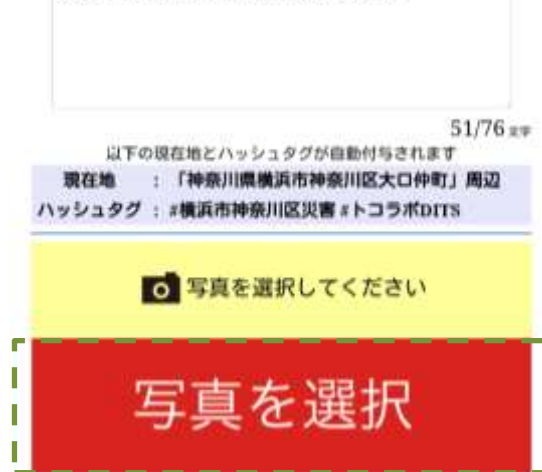 51/76 文字
以下の現在地とハッシュタグが自動付与されます
現在地 : 「神奈川県横浜市神奈川区大口仲町」周辺
ハッシュタグ : #横浜市神奈川区災害 #トコラボDITS
写真を選択してください
写真を選択